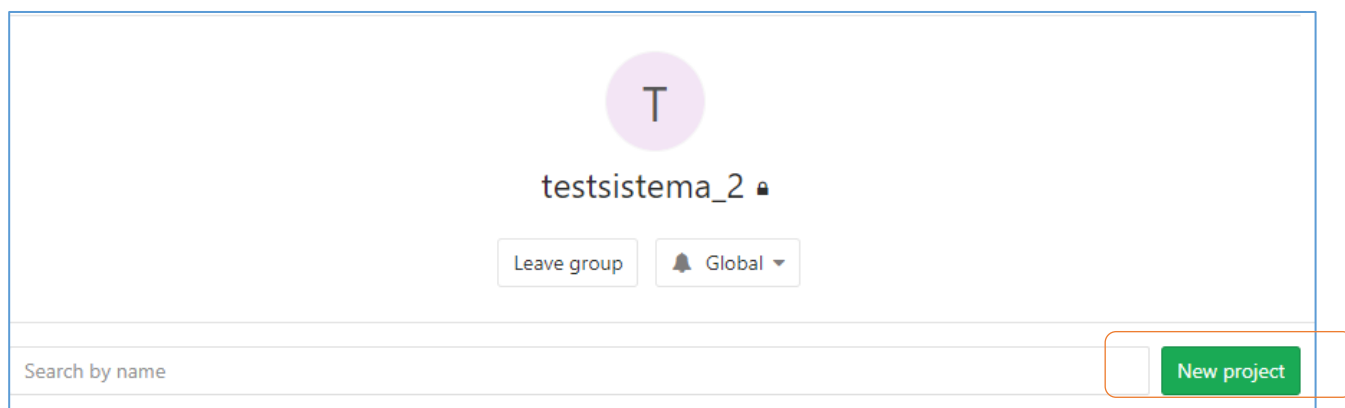 T
testsistema_2
Leave group
Global
Search by name
New project